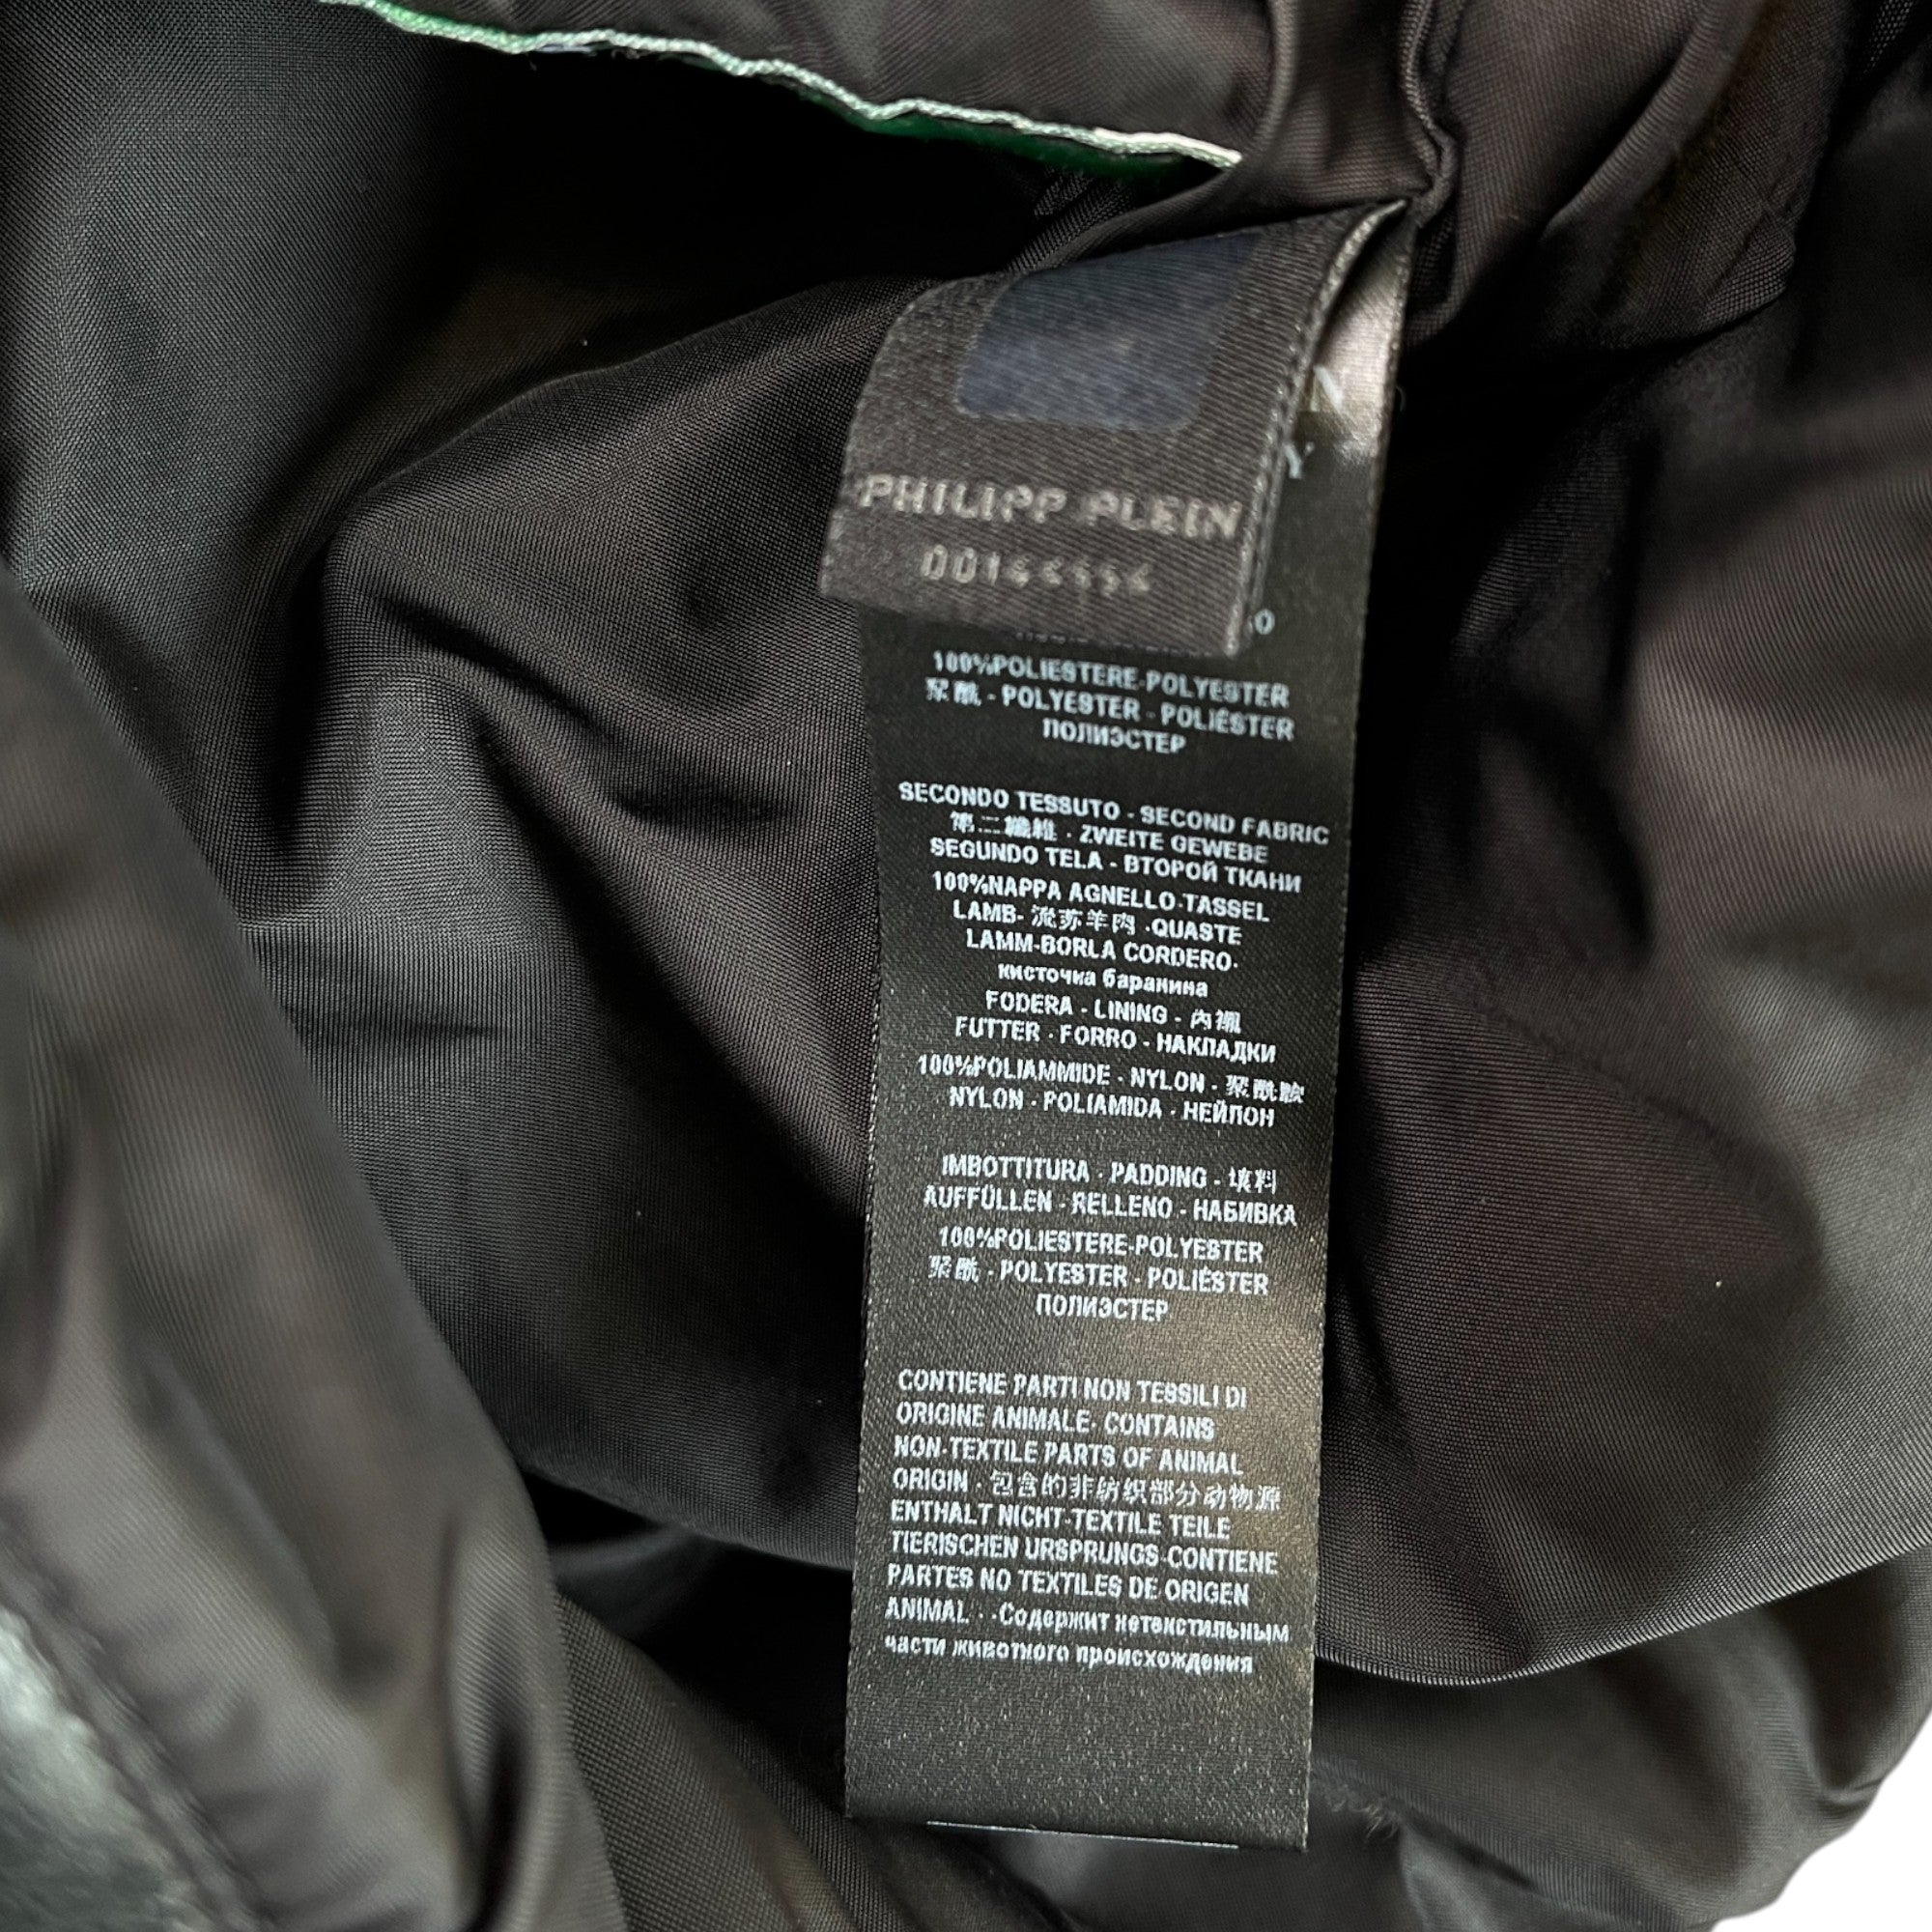 N
Y
PHILIPP PLEIN
100%POLIESTERE-POLYESTER
聚酰 - POLYESTER - POLIÉSTER
ПОЛИЭСТЕР
SECONDO TESSUTO - SECOND FABRIC
第二纖維 - ZWEITE GEWEBE
SEGUNDO TELA - ВТОРОЙ ТКАНИ
100%NAPPA AGNELLO-TASSEL
LAMB- 流苏羊肉 -QUASTE
LAMM-BORLA CORDERO-
кисточка баранина
FODERA - LINING - 內襯
FUTTER - FORRO - НАКЛАДКИ
100%POLIAMMIDE - NYLON - 聚酰胺
NYLON - POLIAMIDA - НЕЙЛОН
IMBOTTITURA - PADDING - 填料
AUFFÜLLEN - RELLENO - НАБИВКА
100%POLIESTERE-POLYESTER
聚酰 - POLYESTER - POLIÉSTER
ПОЛИЭСТЕР
CONTIENE PARTI NON TESSILI DI
ORIGINE ANIMALE- CONTAINS
NON-TEXTILE PARTS OF ANIMAL
ORIGIN - 包含的非纺织部分动物源
ENTHALT NICHT-TEXTILE TEILE
TIERISCHEN URSPRUNGS-CONTIENE
PARTES NO TEXTILES DE ORIGEN
ANIMAL - -Содержит нетекстильным
части животного происхождения